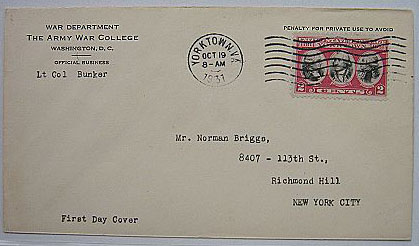 WAR DEPARTMENT
THE ARMY WAR COLLEGE
WASHINGTON, D. C.
OFFICIAL BUSINESS
Lt Col Bunker
YORKTOWN VA.
OCT 19
8-AM
1931
PENALTY FOR PRIVATE USE TO AVOID
2 CENTS 2
Mr. Norman Briggs,
8407 - 113th St.,
Richmond Hill
NEW YORK CITY
First Day Cover